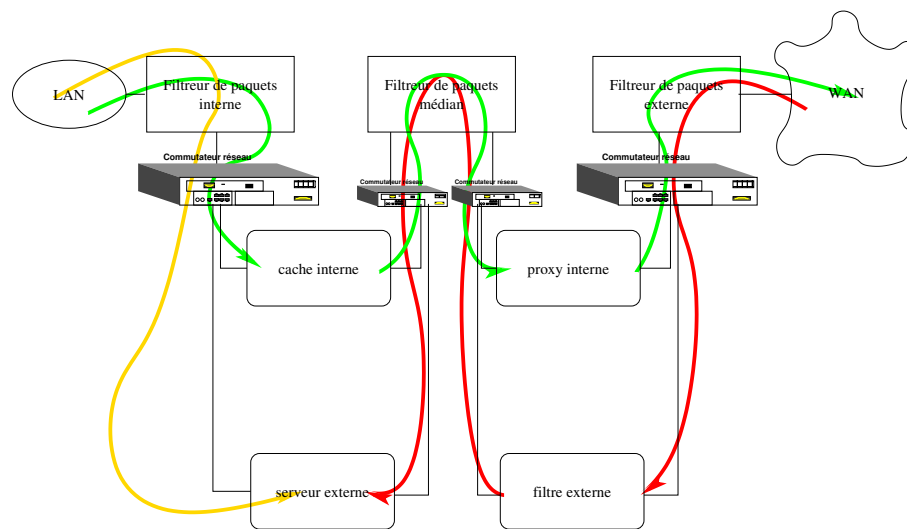 LAN
Filtreur de paquets
interne
Filtreur de paquets
médian
Filtreur de paquets
externe
WAN
Commutateur réseau
Commutateur réseau
Commutateur réseau
Commutateur réseau
cache interne
proxy interne
serveur externe
filtre externe